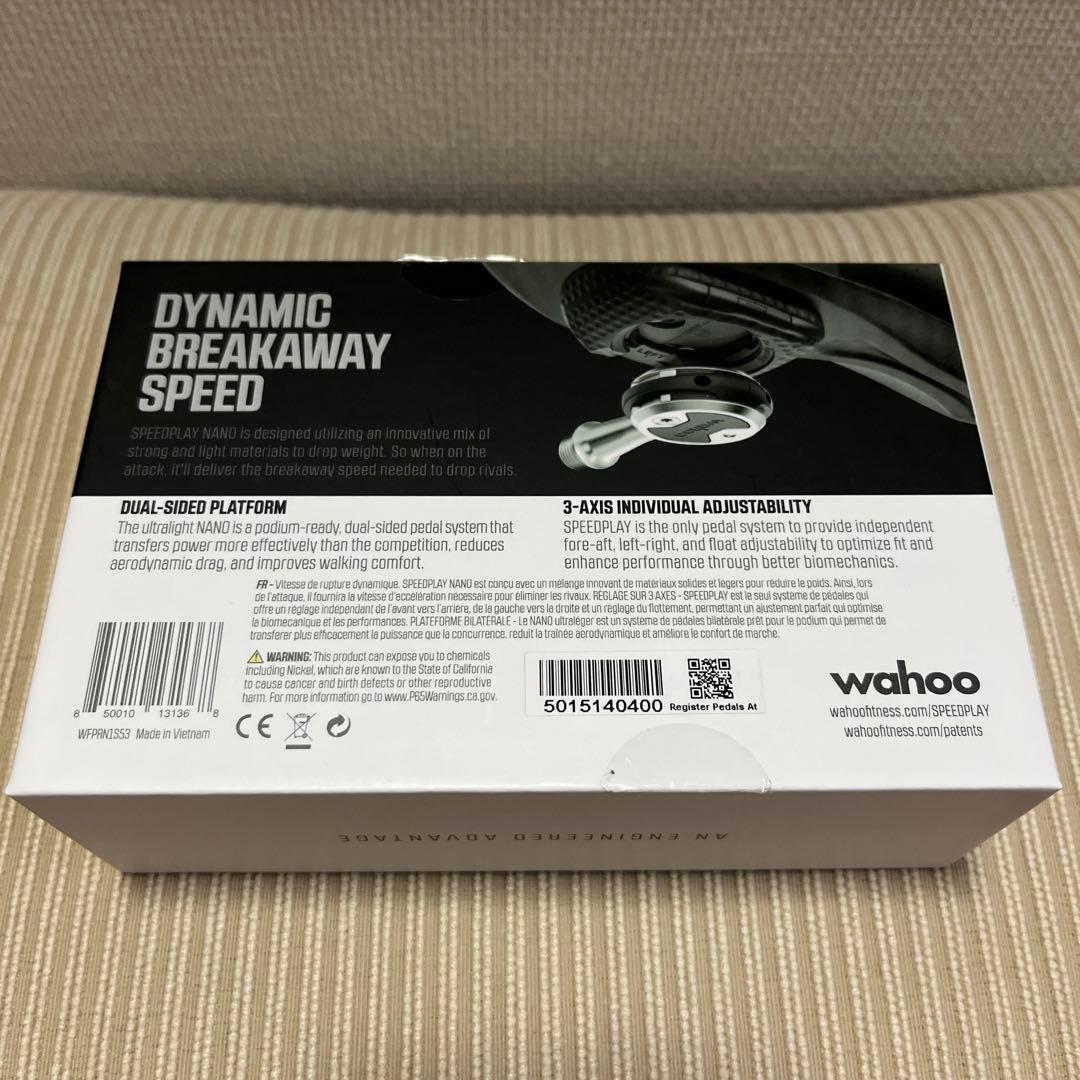 DYNAMIC
BREAKAWAY
SPEED
SPEEDPLAY NANO is designed utilizing an innovative mix of
strong and light materials to drop weight. So when on the
attack, it'll deliver the breakaway speed needed to drop rivals.
LEFT
wahoo
DUAL-SIDED PLATFORM
The ultralight NANO is a podium-ready, dual-sided pedal system that
transfers power more effectively than the competition, reduces
aerodynamic drag, and improves walking comfort.
3-AXIS INDIVIDUAL ADJUSTABILITY
SPEEDPLAY is the only pedal system to provide independent
fore-aft, left-right, and float adjustability to optimize fit and
enhance performance through better biomechanics.
FR - Vitesse de rupture dynamique. SPEEDPLAY NANO est conçu avec un mélange innovant de matériaux solides et légers pour réduire le poids. Ainsi, lors
de l'attaque, il fournira la vitesse d'accélération nécessaire pour éliminer les rivaux. RÉGLAGE SUR 3 AXES - SPEEDPLAY est le seul système de pédales qui
offre un réglage indépendant de l'avant vers l'arrière, de la gauche vers la droite et un réglage du flottement, permettant un ajustement parfait qui optimise
la biomécanique et les performances. PLATEFORME BILATÉRALE - Le NANO ultraléger est un système de pédales bilatérale prêt pour le podium qui permet de
transférer plus efficacement la puissance que la concurrence, réduit la traînée aérodynamique et améliore le confort de marche.
WARNING: This product can expose you to chemicals
including Nickel, which are known to the State of California
to cause cancer and birth defects or other reproductive
harm. For more information go to www.P65Warnings.ca.gov.
8 50010 13136 8
WFPRN1S53 Made in Vietnam
CE
5015140400 Register Pedals At
wahoo
wahoofitness.com/SPEEDPLAY
wahoofitness.com/patents
AN ENGINEERED ADVANTAGE